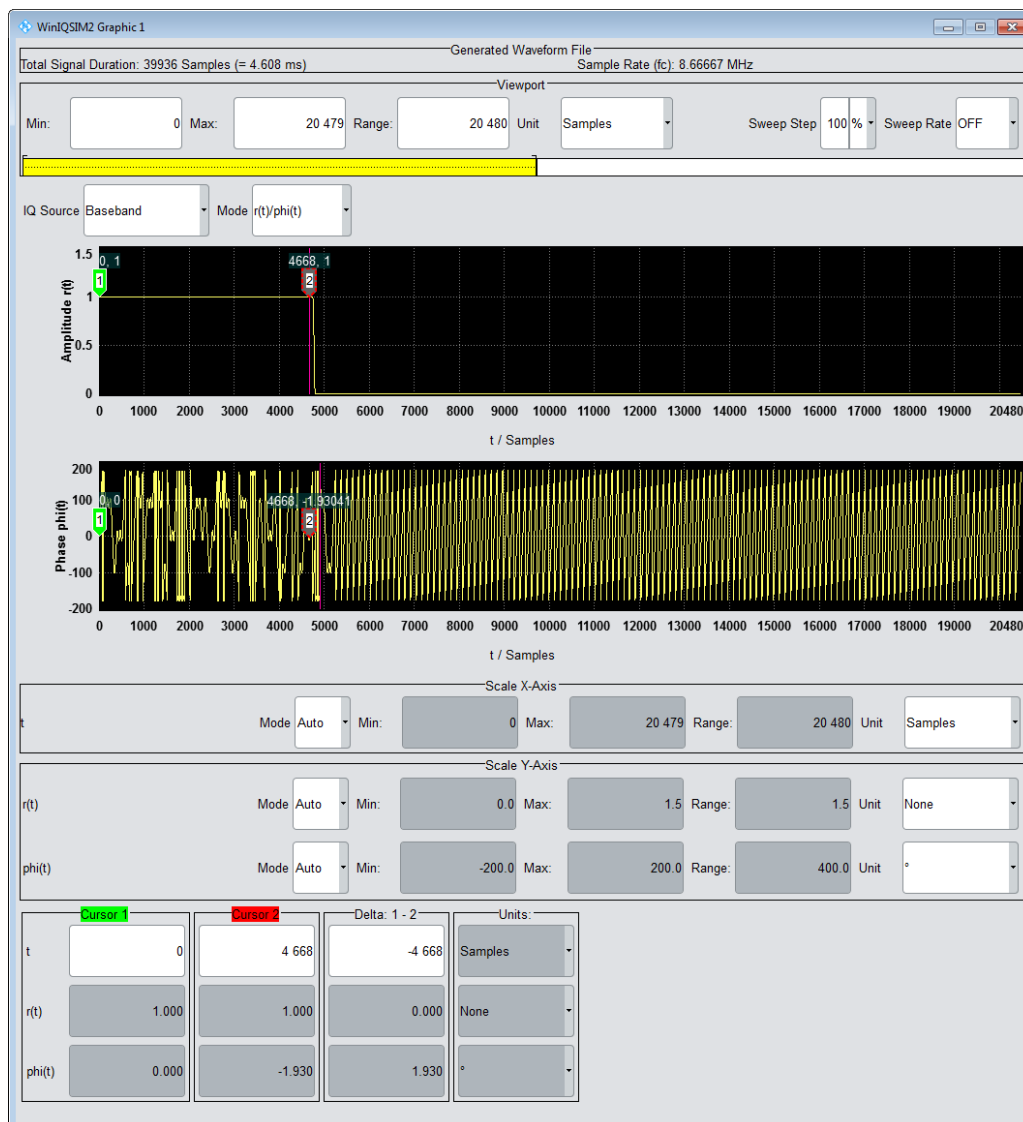 WinIQSIM2 Graphic 1
Generated Waveform File
Total Signal Duration: 39936 Samples (= 4.608 ms) Sample Rate (fc): 8.66667 MHz
Viewport
Min: 0 Max: 20 479 Range: 20 480 Unit Samples Sweep Step 100 % Sweep Rate OFF
IQ Source Baseband Mode r(t)/phi(t)
Amplitude r(t)
1.5
1
0.5
0
0, 1
1
4668, 1
2
0 1000 2000 3000 4000 5000 6000 7000 8000 9000 10000 11000 12000 13000 14000 15000 16000 17000 18000 19000 20480
t / Samples
Phase phi(t)
200
100
0
-100
-200
0, 0
1
4668, -1.93041
2
0 1000 2000 3000 4000 5000 6000 7000 8000 9000 10000 11000 12000 13000 14000 15000 16000 17000 18000 19000 20480
t / Samples
Scale X-Axis
t Mode Auto Min: 0 Max: 20 479 Range: 20 480 Unit Samples
Scale Y-Axis
r(t) Mode Auto Min: 0.0 Max: 1.5 Range: 1.5 Unit None
phi(t) Mode Auto Min: -200.0 Max: 200.0 Range: 400.0 Unit °
Cursor 1 Cursor 2 Delta: 1 - 2 Units:
t 0 4 668 -4 668 Samples
r(t) 1.000 1.000 0.000 None
phi(t) 0.000 -1.930 1.930 °